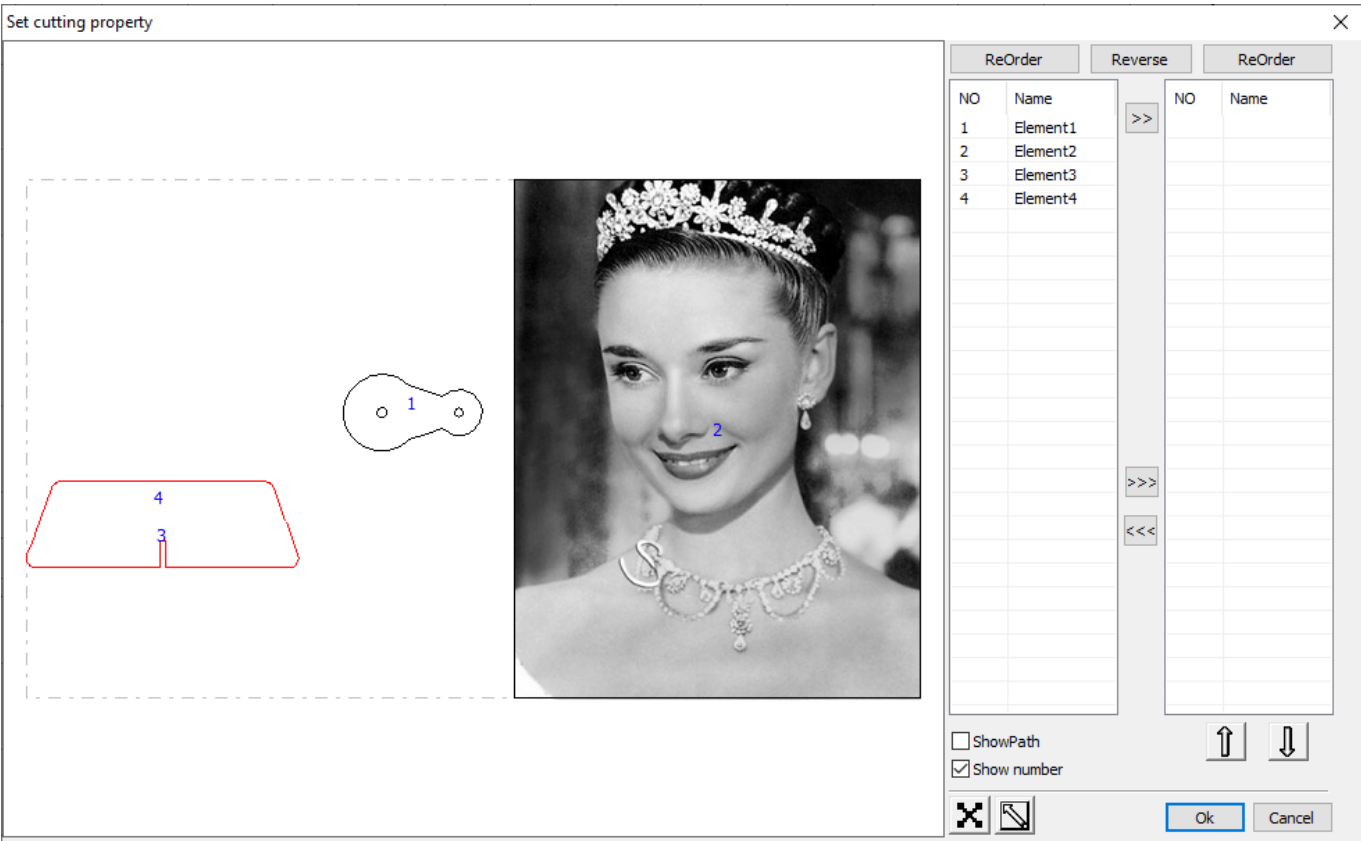 Set cutting property
ReOrder Reverse ReOrder
NO Name >> NO Name
1 Element1
2 Element2
3 Element3
4 Element4
1
2
4
3
>>>
<<<
ShowPath
Show number
Ok Cancel